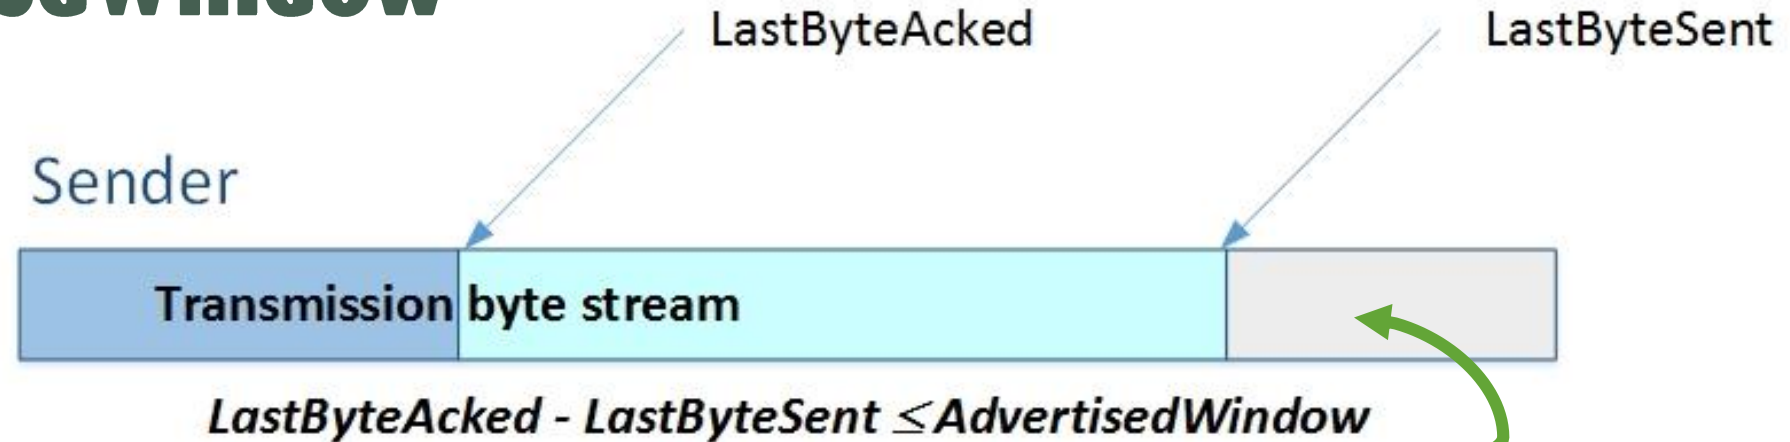 LastByteAcked
LastByteSent
Sender
Transmission byte stream
LastByteAcked - LastByteSent ≤AdvertisedWindow